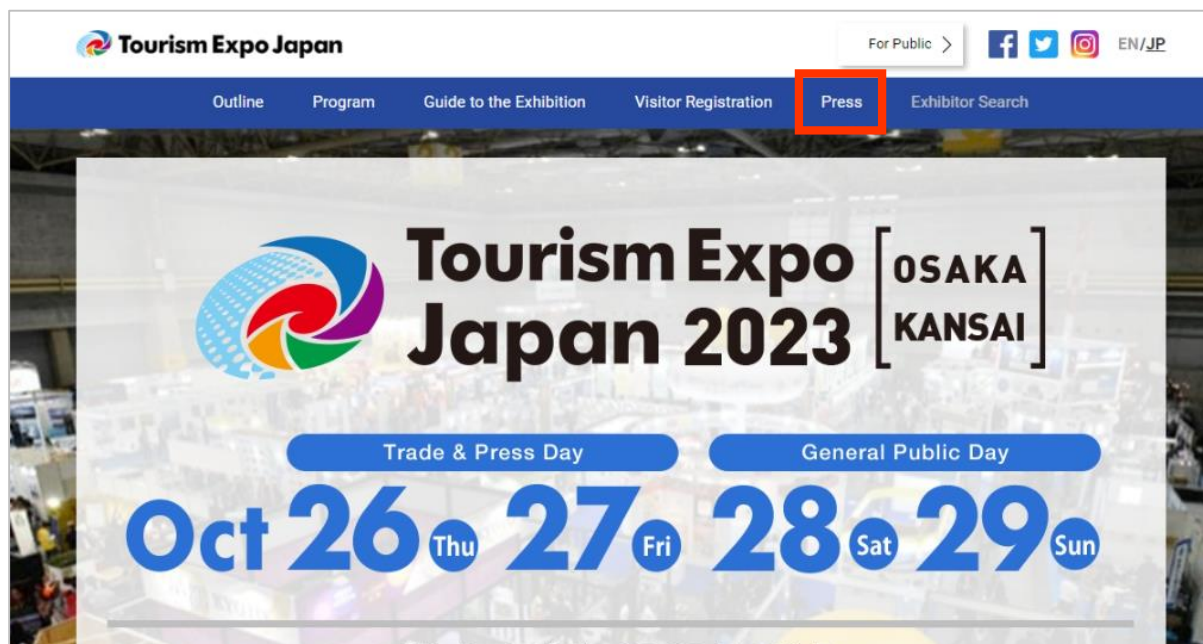 Tourism Expo Japan
For Public >
EN/JP
Outline Program Guide to the Exhibition Visitor Registration Press Exhibitor Search
Tourism Expo
Japan 2023
OSAKA
KANSAI
Trade & Press Day General Public Day
Oct 26 Thu 27 Fri 28 Sat 29 Sun